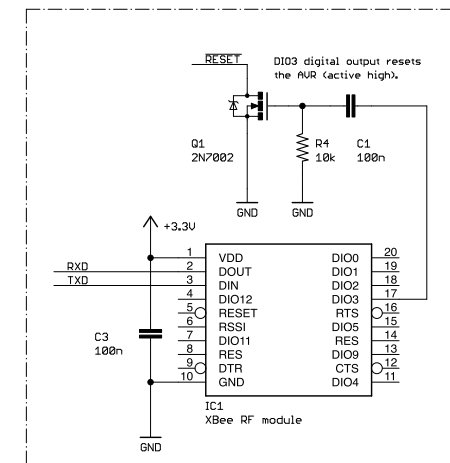 RESET
DIO3 digital output resets
the AVR (active high).
Q1
2N7002
R4
10k
C1
100n
GND
GND
+3.3V
RXD
TXD
1 VDD DIO0 20
2 DOUT DIO1 19
3 DIN DIO2 18
4 DIO12 DIO3 17
5 RESET RTS 16
6 RSSI DIO5 15
7 DIO11 RES 14
8 RES DIO9 13
9 DTR CTS 12
10 GND DIO4 11
C3
100n
IC1
XBee RF module
GND